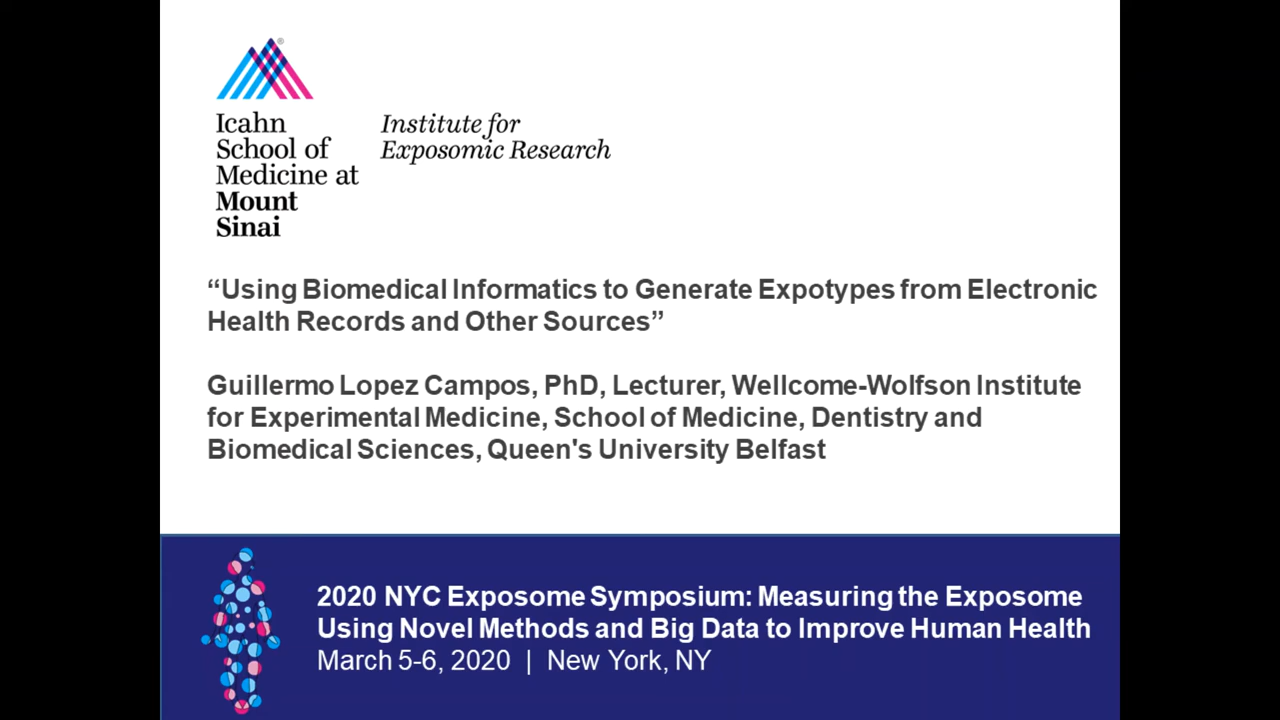 ®
Icahn
School of
Medicine at
Mount
Sinai
Institute for
Exposomic Research
“Using Biomedical Informatics to Generate Expotypes from Electronic
Health Records and Other Sources”
Guillermo Lopez Campos, PhD, Lecturer, Wellcome-Wolfson Institute
for Experimental Medicine, School of Medicine, Dentistry and
Biomedical Sciences, Queen's University Belfast
2020 NYC Exposome Symposium: Measuring the Exposome
Using Novel Methods and Big Data to Improve Human Health
March 5-6, 2020 | New York, NY